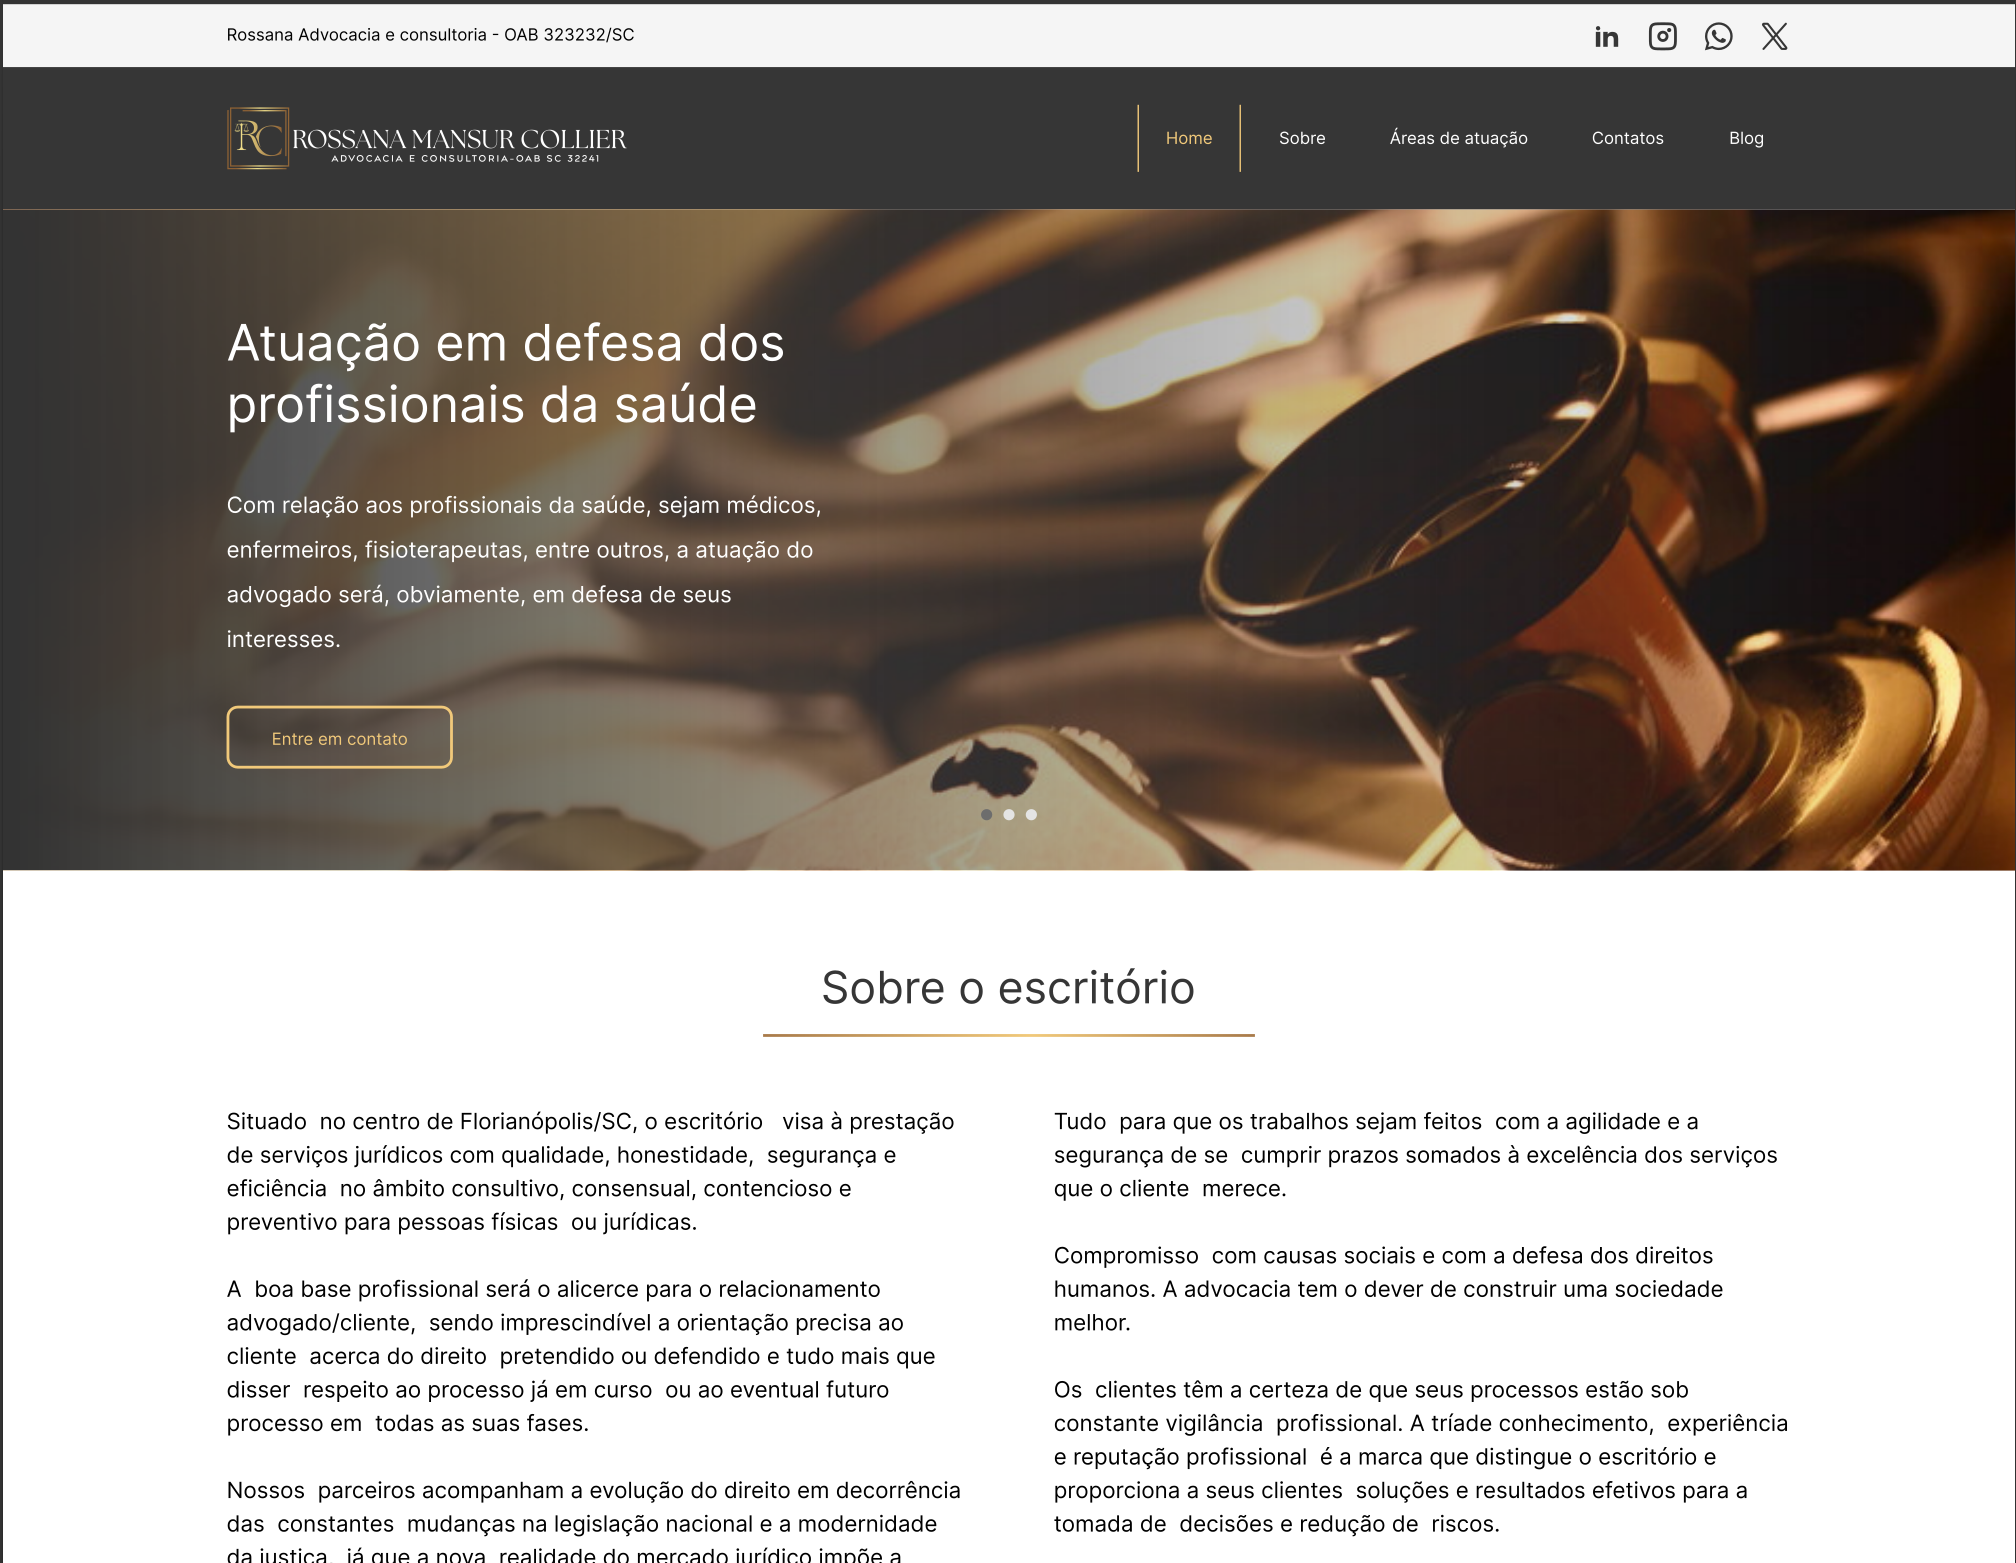 Rossana Advocacia e consultoria - OAB 323232/SC
RC
ROSSANA MANSUR COLLIER
ADVOCACIA E CONSULTORIA-OAB SC 32241
Home
Sobre
Áreas de atuação
Contatos
Blog
Atuação em defesa dos
profissionais da saúde
Com relação aos profissionais da saúde, sejam médicos,
enfermeiros, fisioterapeutas, entre outros, a atuação do
advogado será, obviamente, em defesa de seus
interesses.
Entre em contato
Sobre o escritório
Situado no centro de Florianópolis/SC, o escritório visa à prestação
de serviços jurídicos com qualidade, honestidade, segurança e
eficiência no âmbito consultivo, consensual, contencioso e
preventivo para pessoas físicas ou jurídicas.
A boa base profissional será o alicerce para o relacionamento
advogado/cliente, sendo imprescindível a orientação precisa ao
cliente acerca do direito pretendido ou defendido e tudo mais que
disser respeito ao processo já em curso ou ao eventual futuro
processo em todas as suas fases.
Nossos parceiros acompanham a evolução do direito em decorrência
das constantes mudanças na legislação nacional e a modernidade
da justiça, já que a nova realidade do mercado jurídico impõe a
Tudo para que os trabalhos sejam feitos com a agilidade e a
segurança de se cumprir prazos somados à excelência dos serviços
que o cliente merece.
Compromisso com causas sociais e com a defesa dos direitos
humanos. A advocacia tem o dever de construir uma sociedade
melhor.
Os clientes têm a certeza de que seus processos estão sob
constante vigilância profissional. A tríade conhecimento, experiência
e reputação profissional é a marca que distingue o escritório e
proporciona a seus clientes soluções e resultados efetivos para a
tomada de decisões e redução de riscos.